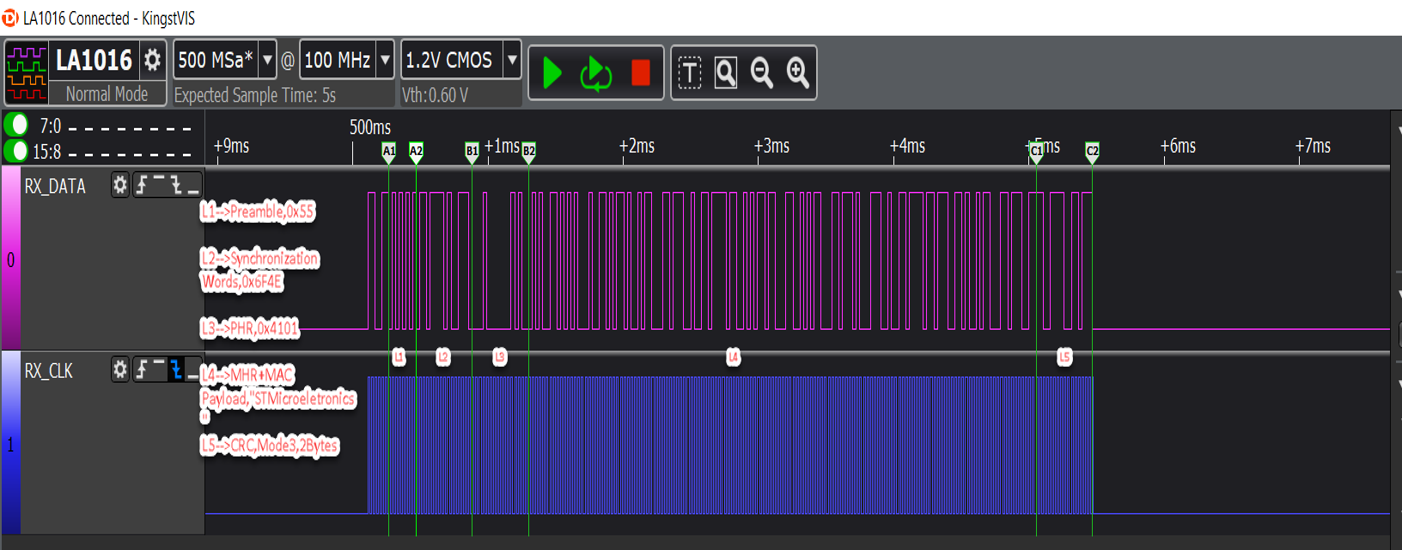 LA1016 Connected - KingstVIS
LA1016
Normal Mode
500 MSa* @ 100 MHz
Expected Sample Time: 5s
1.2V CMOS
Vth:0.60 V
T
7:0
15:8
500ms
+9ms +1ms +2ms +3ms +4ms +5ms +6ms +7ms
A1 A2 B1 B2 C1 C2
0
RX_DATA
L1-->Preamble,0x55
L2-->Synchronization
Words,0x6F4E
L3-->PHR,0x4101
L1 L2 L3 L4 L5
1
RX_CLK
L4-->MHR+MAC
Payload,"STMicroeletronics
"
L5-->CRC,Mode3,2Bytes